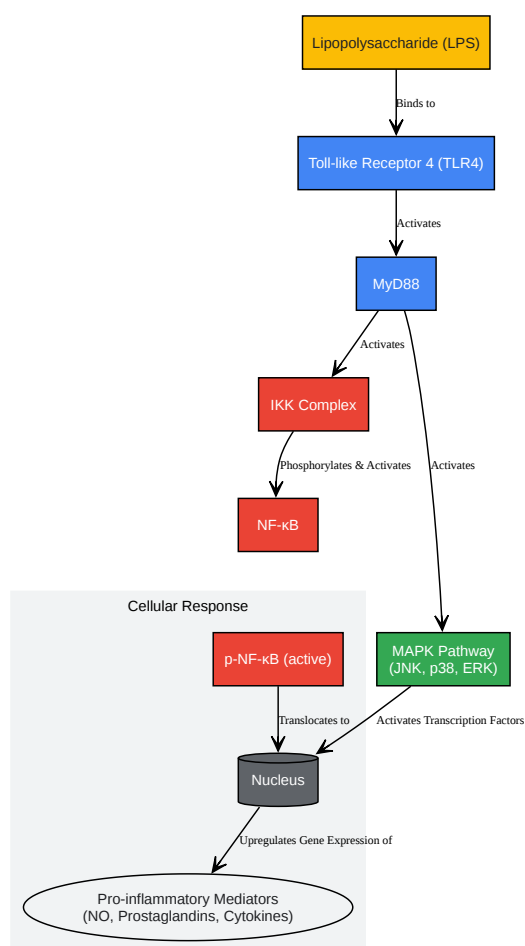 Lipopolysaccharide (LPS)
Binds to
Toll-like Receptor 4 (TLR4)
Activates
MyD88
Activates
IKK Complex
Phosphorylates & Activates
Activates
NF-κB
Cellular Response
p-NF-κB (active)
MAPK Pathway
(JNK, p38, ERK)
Translocates to
Activates Transcription Factors
Nucleus
Upregulates Gene Expression of
Pro-inflammatory Mediators
(NO, Prostaglandins, Cytokines)